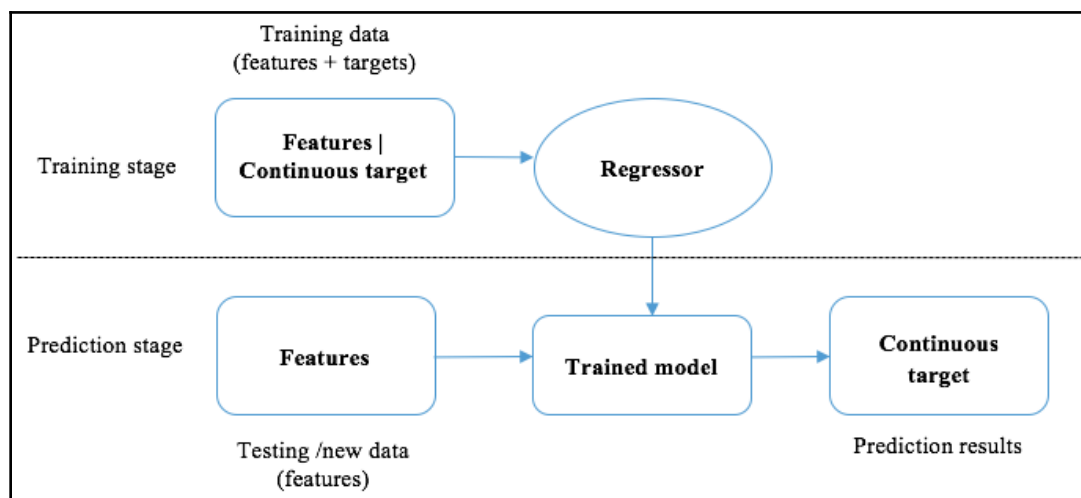 Training data
(features + targets)
Training stage
Features |
Continuous target
Regressor
Prediction stage
Features
Trained model
Continuous
target
Testing /new data
(features)
Prediction results